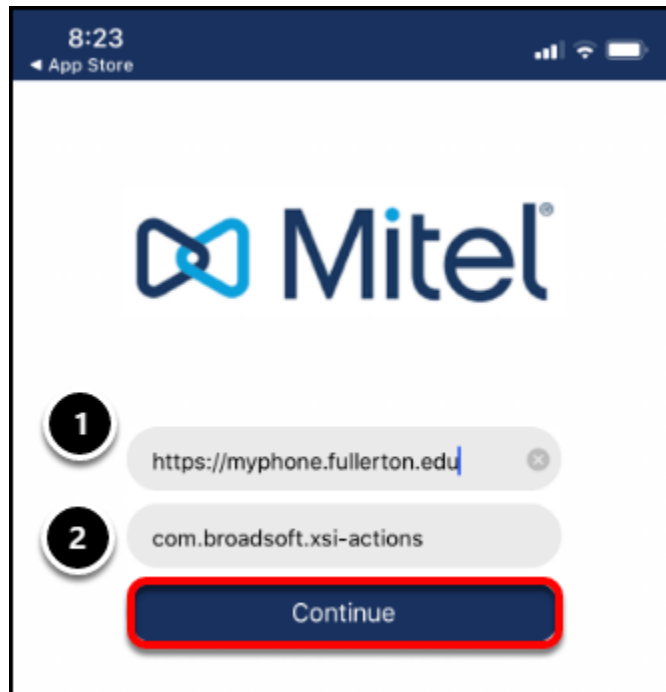 8:23
◀ App Store
Mitel®
1
https://myphone.fullerton.edu
2
com.broadsoft.xsi-actions
Continue